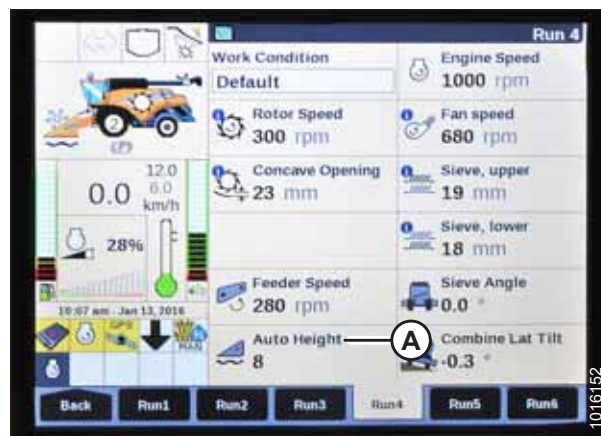 Run 4
Work Condition
Default
Engine Speed
1000 rpm
Rotor Speed
300 rpm
Fan speed
680 rpm
Concave Opening
23 mm
Sieve, upper
19 mm
Sieve, lower
18 mm
Feeder Speed
280 rpm
Sieve Angle
0.0 °
Auto Height
8
A
Combine Lat Tilt
-0.3 °
2
(P)
0.0
12.0
6.0
km/h
28%
10:07 am - Jan 13, 2016
GPS
MAN
Back
Run1
Run2
Run3
Run4
Run5
Run6
1016152